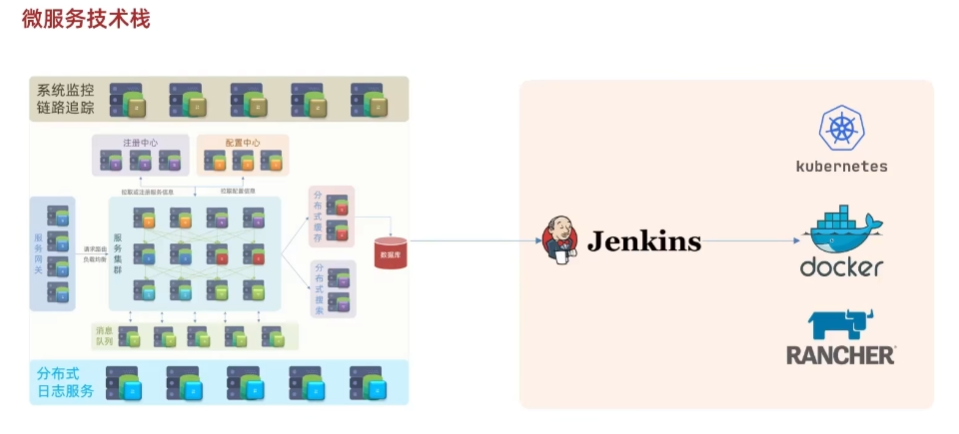 微服务技术栈
系统监控
链路追踪
注册中心
配置中心
拉取或注册服务信息
拉取配置信息
服务网关
请求路由
负载均衡
服务集群
分布式缓存
分布式搜索
数据库
消息
队列
分布式
日志服务
Jenkins
kubernetes
docker
RANCHER